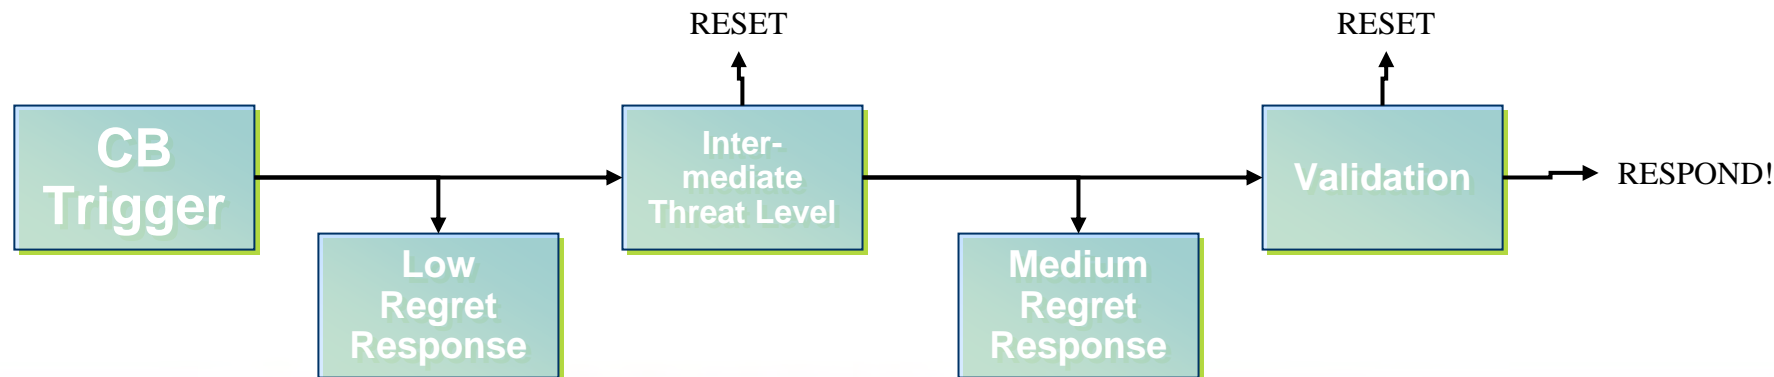 RESET
RESET
CB
Trigger
Inter-
mediate
Threat Level
Validation
RESPOND!
Low
Regret
Response
Medium
Regret
Response